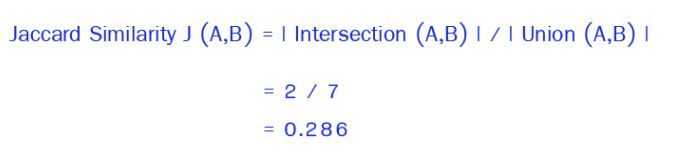 Jaccard Similarity J (A,B) = | Intersection (A,B) | / | Union (A,B) |
= 2 / 7
= 0.286